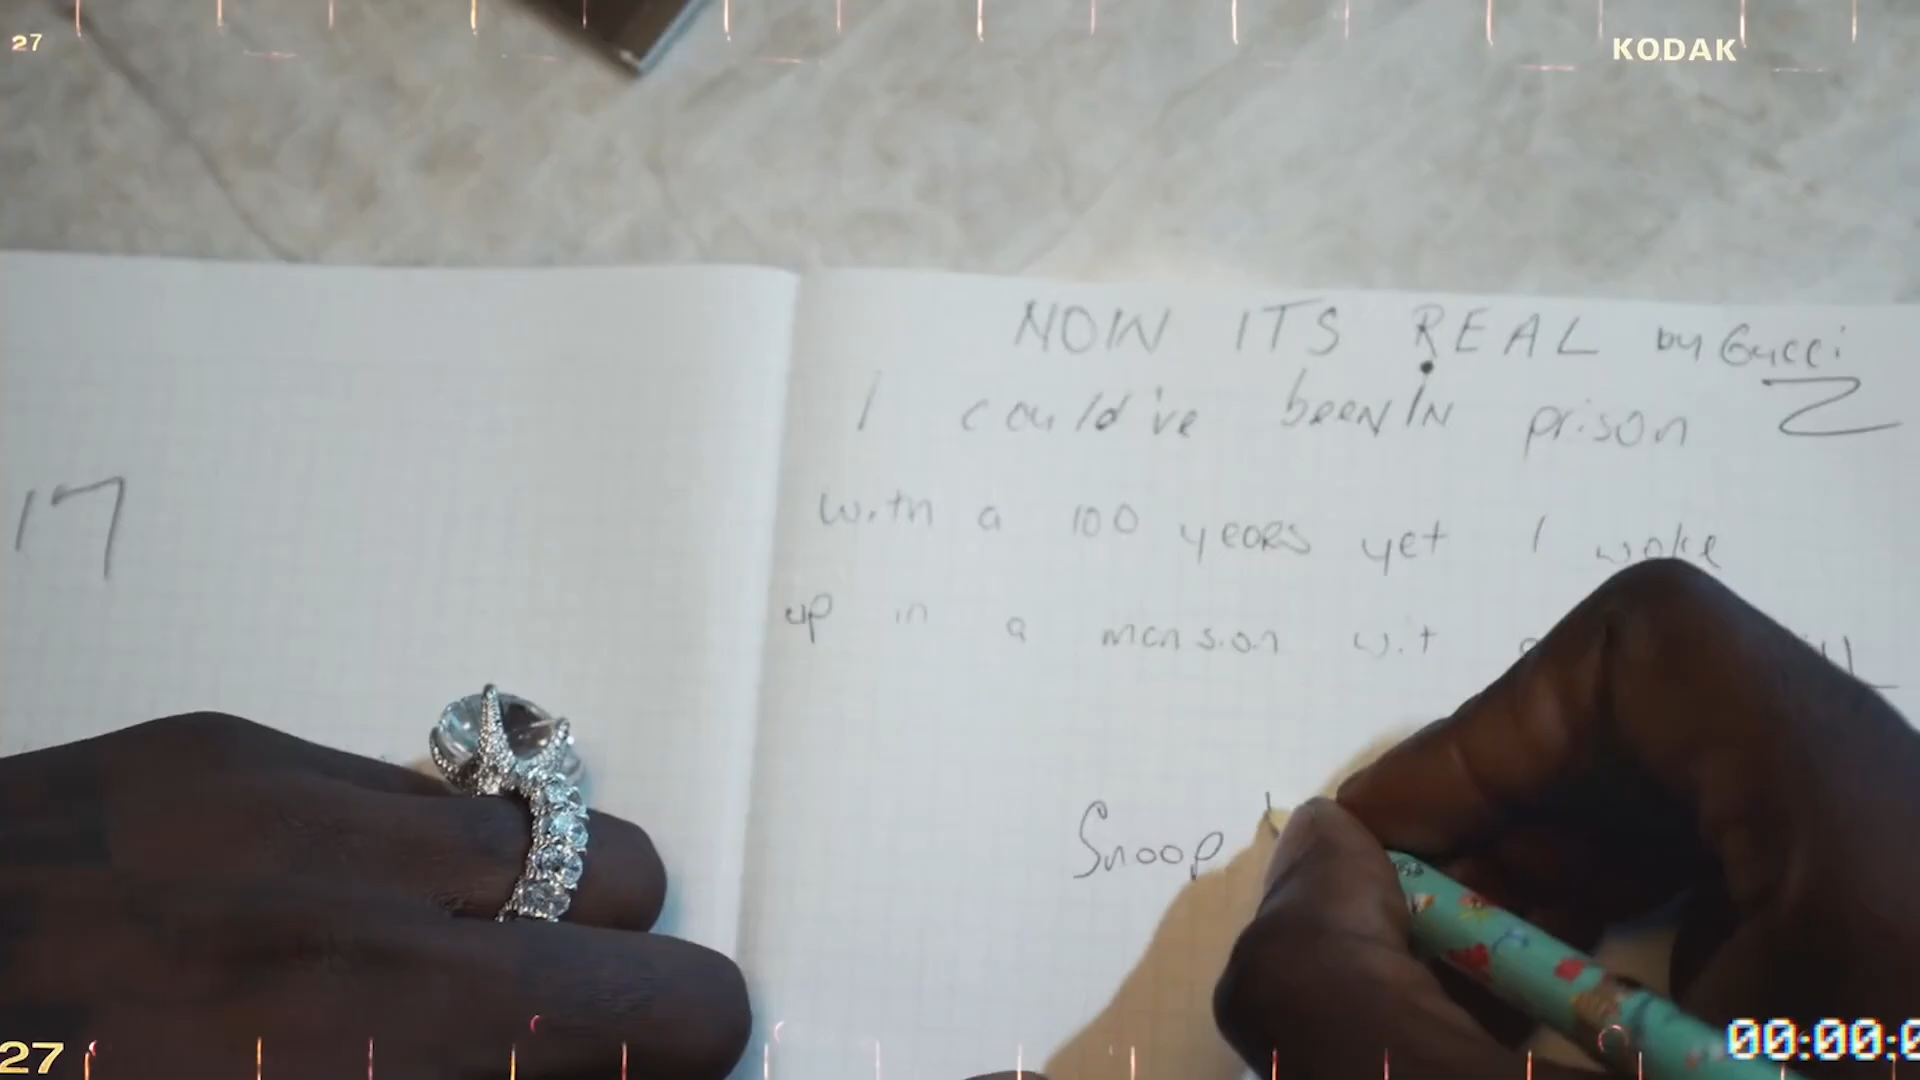 27
KODAK
NOW ITS REAL by Gucci
I could've been IN prison Z
17
with a 100 years yet I woke
up in a mansion wit
Snoop
27
00:00:0